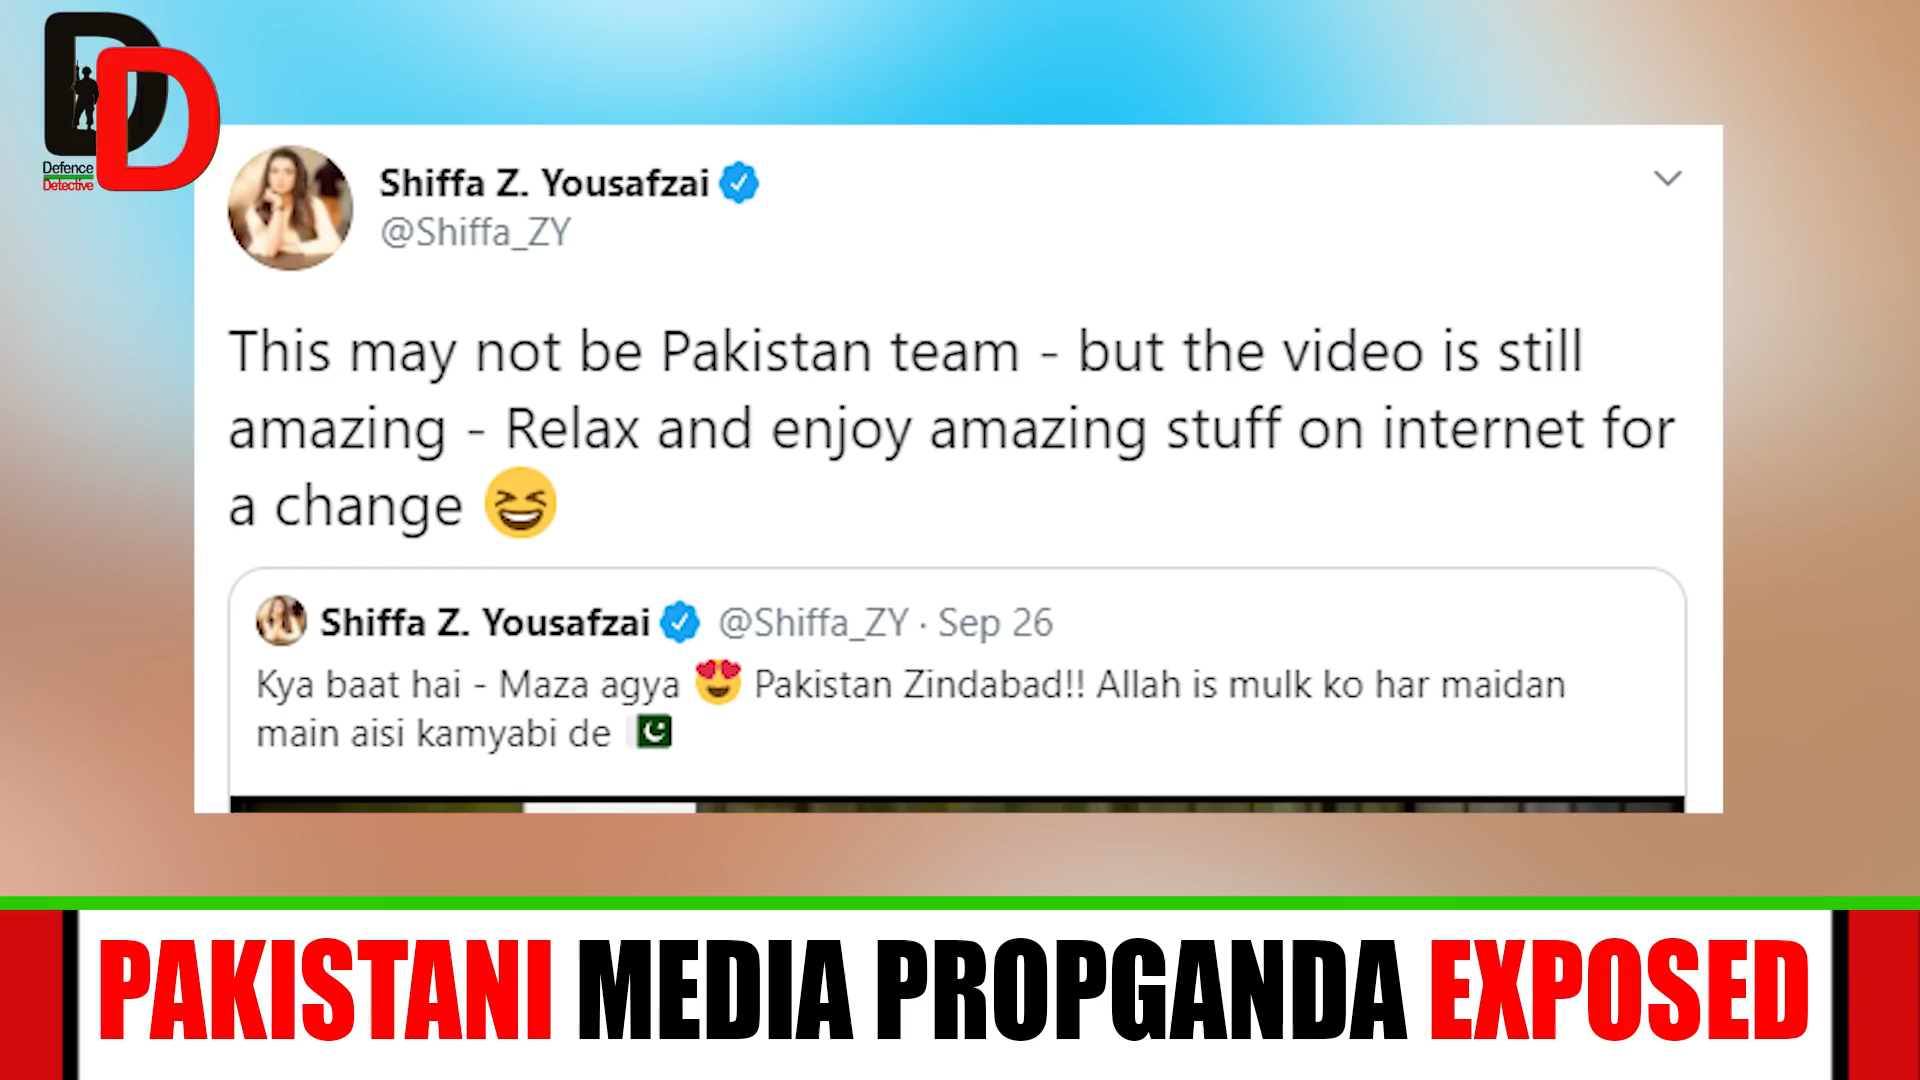 Defence
Detective
Shiffa Z. Yousafzai
@Shiffa_ZY
This may not be Pakistan team - but the video is still
amazing - Relax and enjoy amazing stuff on internet for
a change 😆
Shiffa Z. Yousafzai @Shiffa_ZY · Sep 26
Kya baat hai - Maza agya 😍 Pakistan Zindabad!! Allah is mulk ko har maidan
main aisi kamyabi de 🇵🇰
PAKISTANI MEDIA PROPGANDA EXPOSED